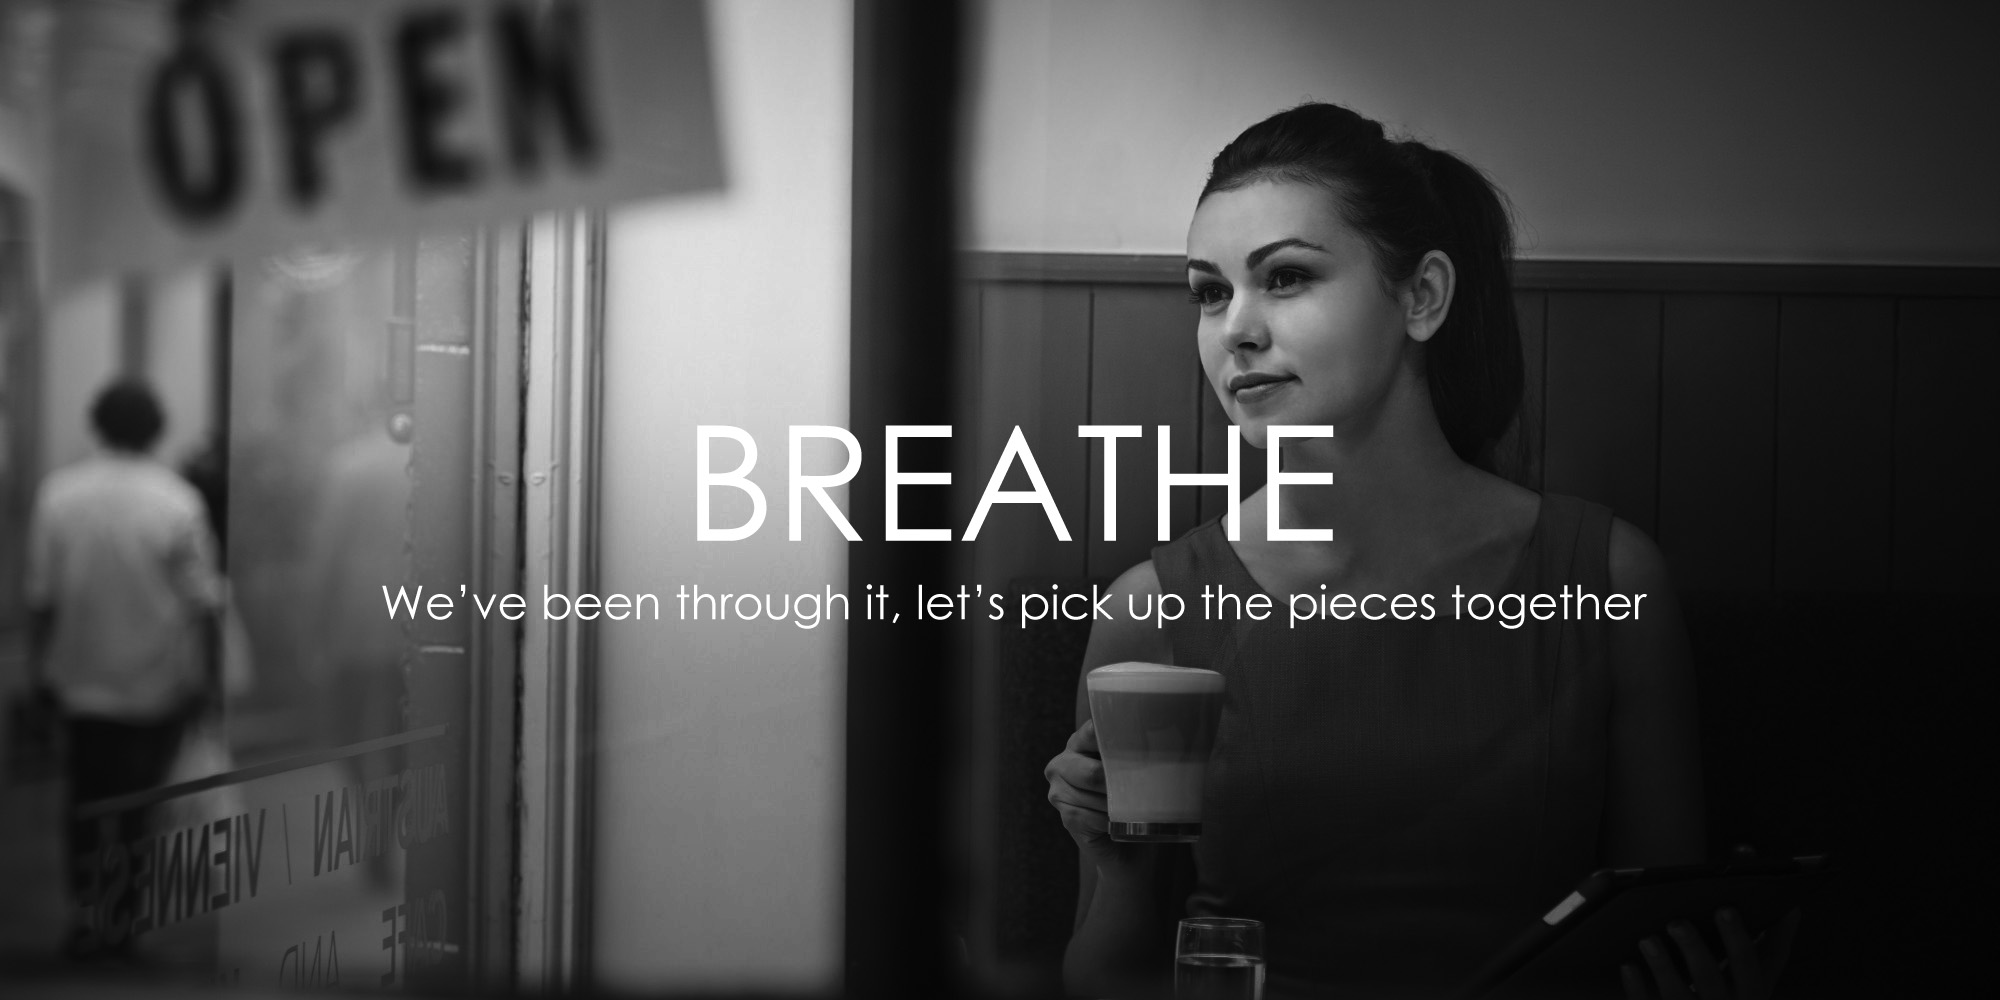 OPEN
BREATHE
We've been through it, let's pick up the pieces together
AUSTRIAN / VIENNESE
CAFE AND